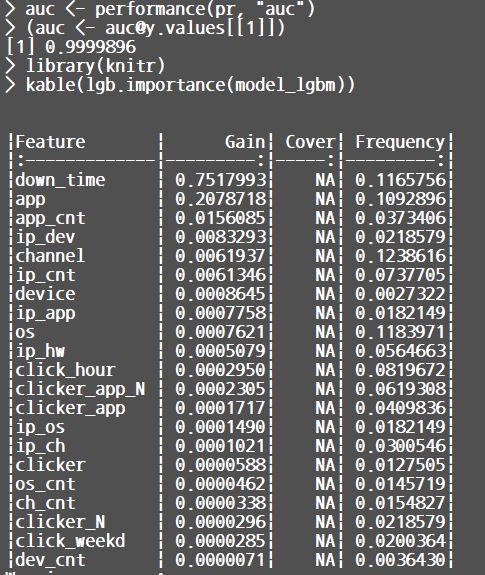 > auc <- performance(pr, "auc")
> (auc <- auc@y.values[[1]])
[1] 0.9999896
> library(knitr)
> kable(lgb.importance(model_lgbm))
|Feature | Gain| Cover| Frequency|
|:-------------|---------:|-----:|---------:|
|down_time | 0.7517993| NA| 0.1165756|
|app | 0.2078718| NA| 0.1092896|
|app_cnt | 0.0156085| NA| 0.0373406|
|ip_dev | 0.0083293| NA| 0.0218579|
|channel | 0.0061937| NA| 0.1238616|
|ip_cnt | 0.0061346| NA| 0.0737705|
|device | 0.0008645| NA| 0.0027322|
|ip_app | 0.0007758| NA| 0.0182149|
|os | 0.0007621| NA| 0.1183971|
|ip_hw | 0.0005079| NA| 0.0564663|
|click_hour | 0.0002950| NA| 0.0819672|
|clicker_app_N | 0.0002305| NA| 0.0619308|
|clicker_app | 0.0001717| NA| 0.0409836|
|ip_os | 0.0001490| NA| 0.0182149|
|ip_ch | 0.0001021| NA| 0.0300546|
|clicker | 0.0000588| NA| 0.0127505|
|os_cnt | 0.0000462| NA| 0.0145719|
|ch_cnt | 0.0000338| NA| 0.0154827|
|clicker_N | 0.0000296| NA| 0.0218579|
|click_weekd | 0.0000285| NA| 0.0200364|
|dev_cnt | 0.0000071| NA| 0.0036430|